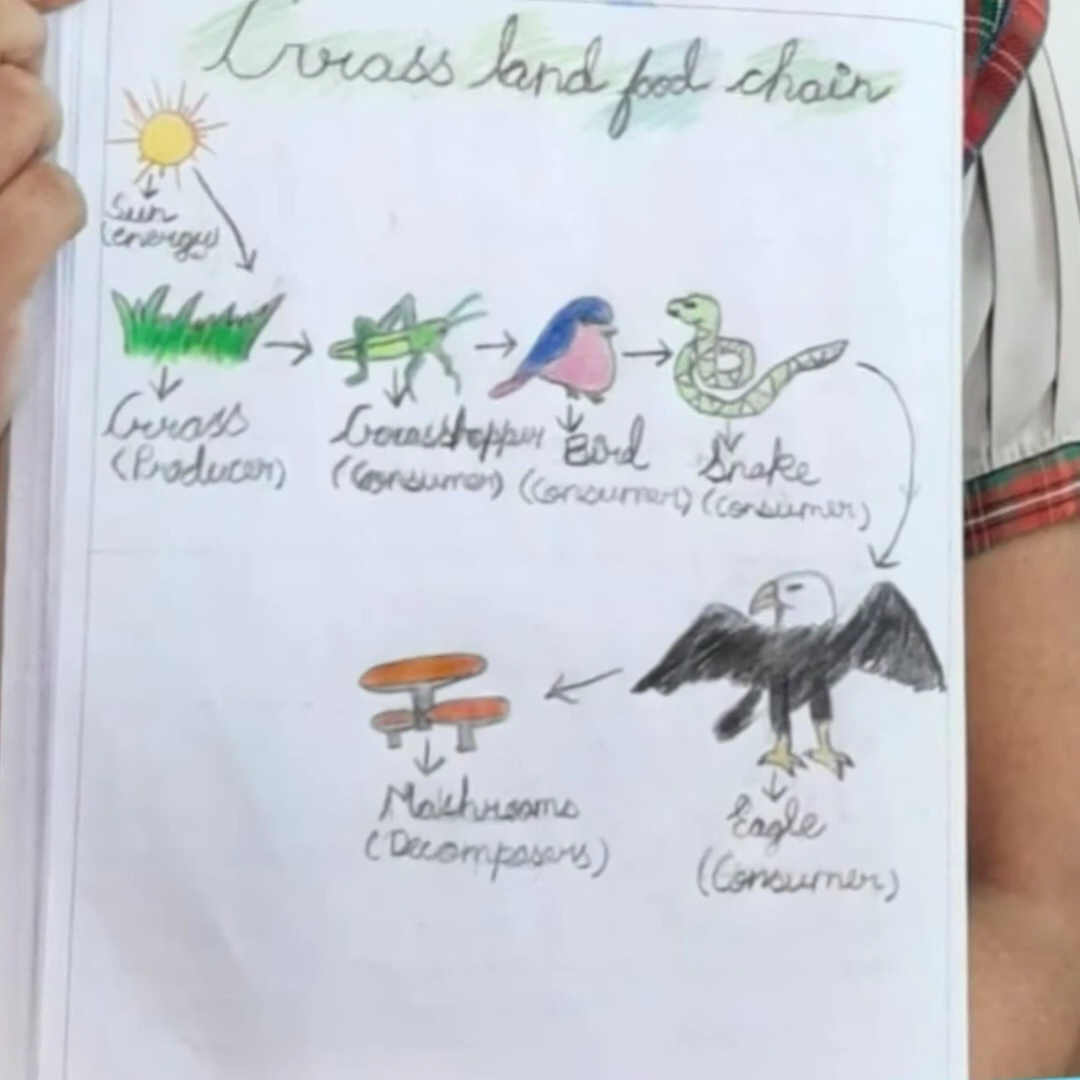 Grass land food chain
Sun
(energy)
Grass
(Producer)
Grasshopper
(Consumer)
Bird
(Consumer)
Snake
(Consumer)
Eagle
(Consumer)
Mashrooms
(Decomposers)